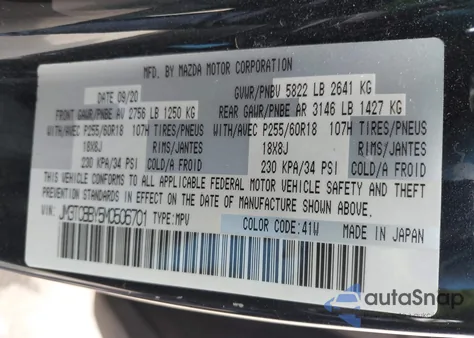 MFD. BY MAZDA MOTOR CORPORATION
DATE 09/20 GVWR/PNBV 5822 LB 2641 KG
FRONT GAWR/PNBE AV 2756 LB 1250 KG REAR GAWR/PNBE AR 3146 LB 1427 KG
WITH/AVEC P255/60R18 107H TIRES/PNEUS WITH/AVEC P255/60R18 107H TIRES/PNEUS
18X8J RIMS/JANTES 18X8J RIMS/JANTES
230 KPA/34 PSI COLD/A FROID 230 KPA/34 PSI COLD/A FROID
THIS VEHICLE CONFORMS TO ALL APPLICABLE FEDERAL MOTOR VEHICLE SAFETY AND THEFT PREVENTION STANDARDS
IN EFFECT ON THE DATE OF MANUFACTURE SHOWN ABOVE.
VIN: JM3TCBBY5M0506701 TYPE: MPV COLOR CODE: 41W MADE IN JAPAN
autoSnap